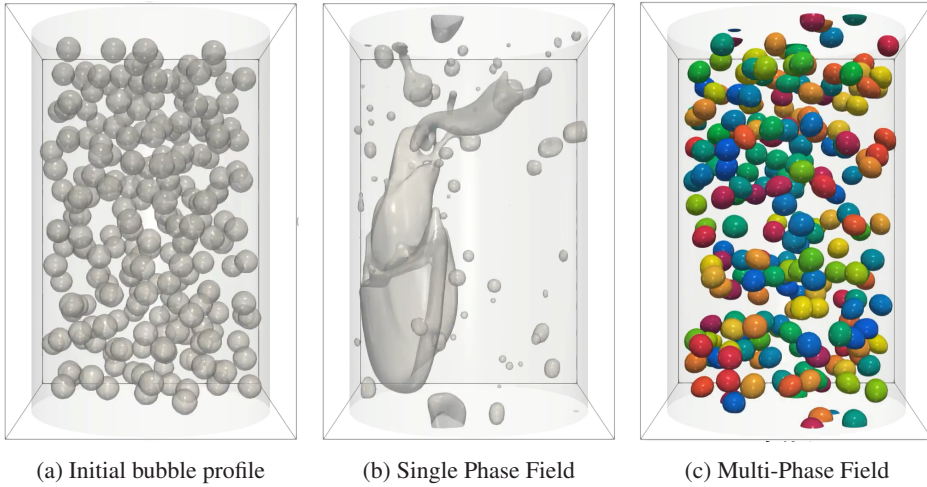 (a) Initial bubble profile
(b) Single Phase Field
(c) Multi-Phase Field